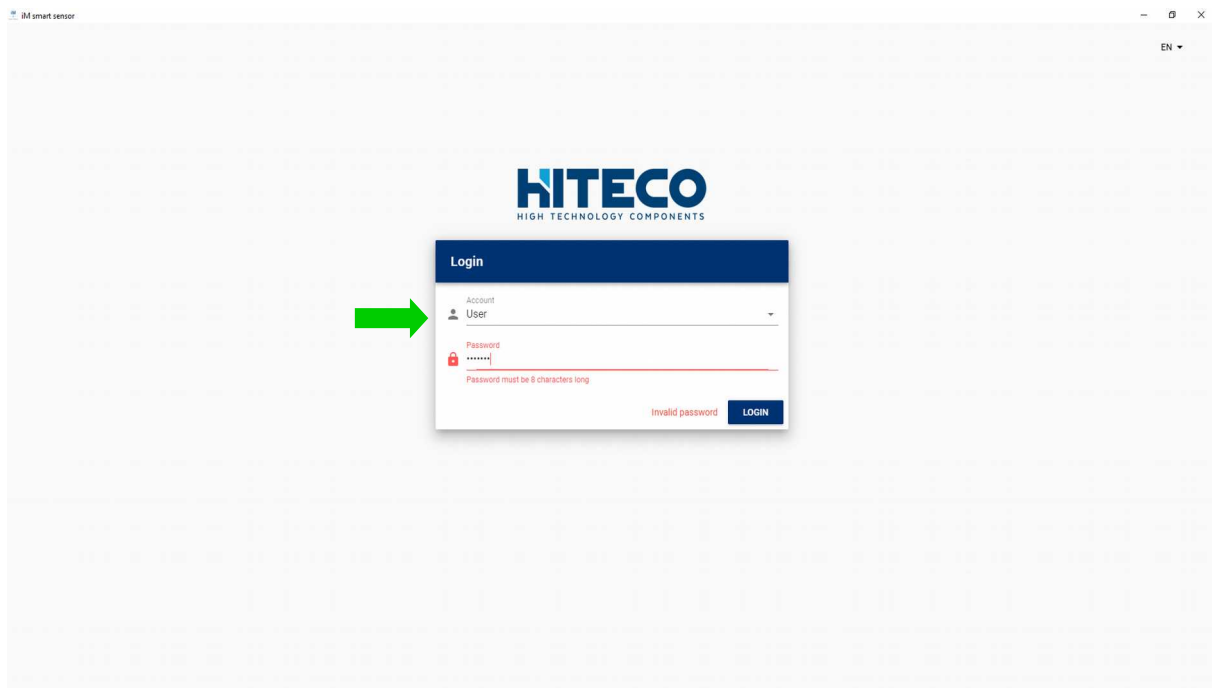 iM smart sensor
EN
HITECO
HIGH TECHNOLOGY COMPONENTS
Login
Account
User
Password
•••••••
Password must be 8 characters long
Invalid password
LOGIN